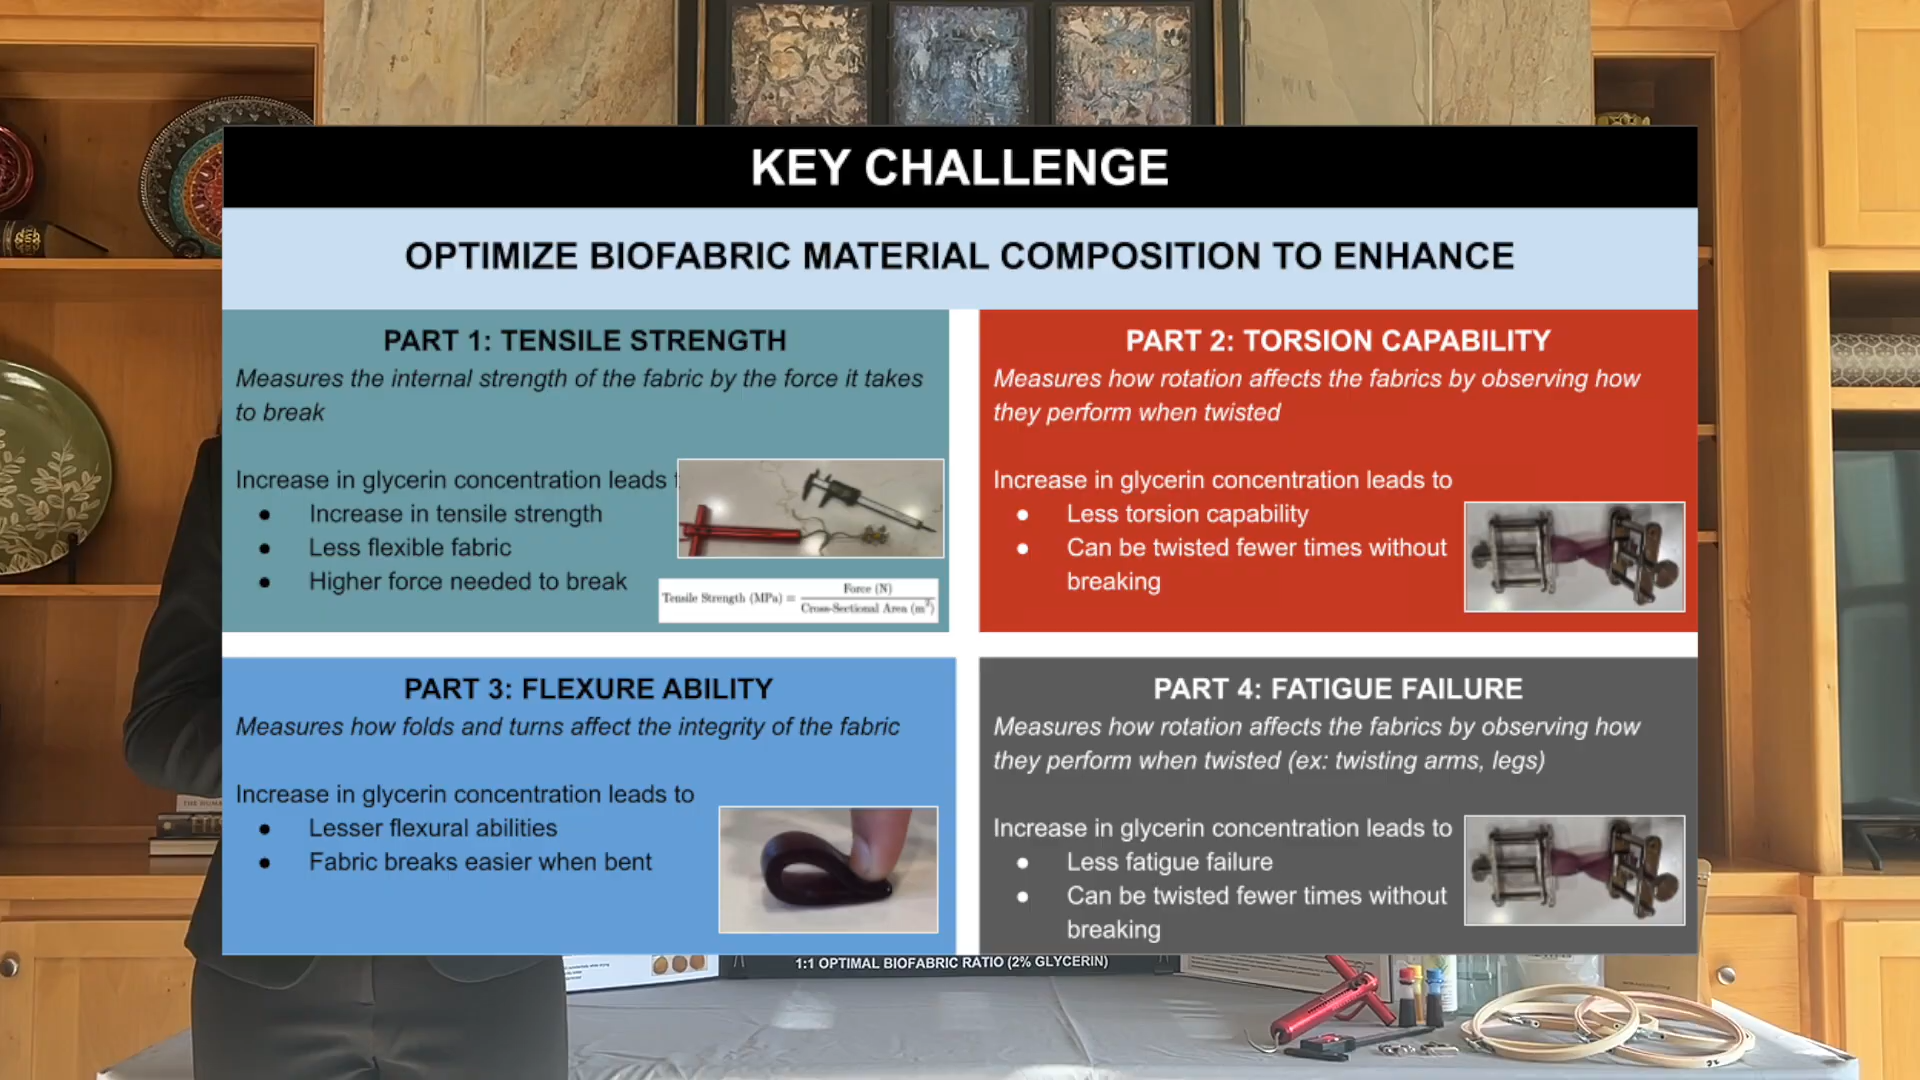 KEY CHALLENGE
OPTIMIZE BIOFABRIC MATERIAL COMPOSITION TO ENHANCE
PART 1: TENSILE STRENGTH
Measures the internal strength of the fabric by the force it takes
to break
Increase in glycerin concentration leads
● Increase in tensile strength
● Less flexible fabric
● Higher force needed to break
Tensile Strength (MPa) = Force (N) / Cross-Sectional Area (m²)
PART 2: TORSION CAPABILITY
Measures how rotation affects the fabrics by observing how
they perform when twisted
Increase in glycerin concentration leads to
● Less torsion capability
● Can be twisted fewer times without
breaking
PART 3: FLEXURE ABILITY
Measures how folds and turns affect the integrity of the fabric
Increase in glycerin concentration leads to
● Lesser flexural abilities
● Fabric breaks easier when bent
PART 4: FATIGUE FAILURE
Measures how rotation affects the fabrics by observing how
they perform when twisted (ex: twisting arms, legs)
Increase in glycerin concentration leads to
● Less fatigue failure
● Can be twisted fewer times without
breaking
1:1 OPTIMAL BIOFABRIC RATIO (2% GLYCERIN)